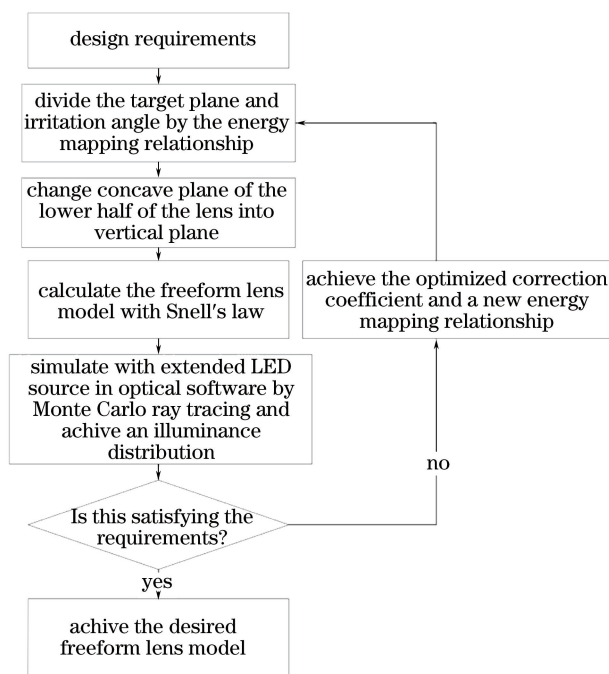 design requirements
divide the target plane and
irritation angle by the energy
mapping relationship
change concave plane of the
lower half of the lens into
vertical plane
calculate the freeform lens
model with Snell's law
achieve the optimized correction
coefficient and a new energy
mapping relationship
simulate with extended LED
source in optical software by
Monte Carlo ray tracing and
achive an illuminance
distribution
no
Is this satisfying the
requirements?
yes
achive the desired
freeform lens model